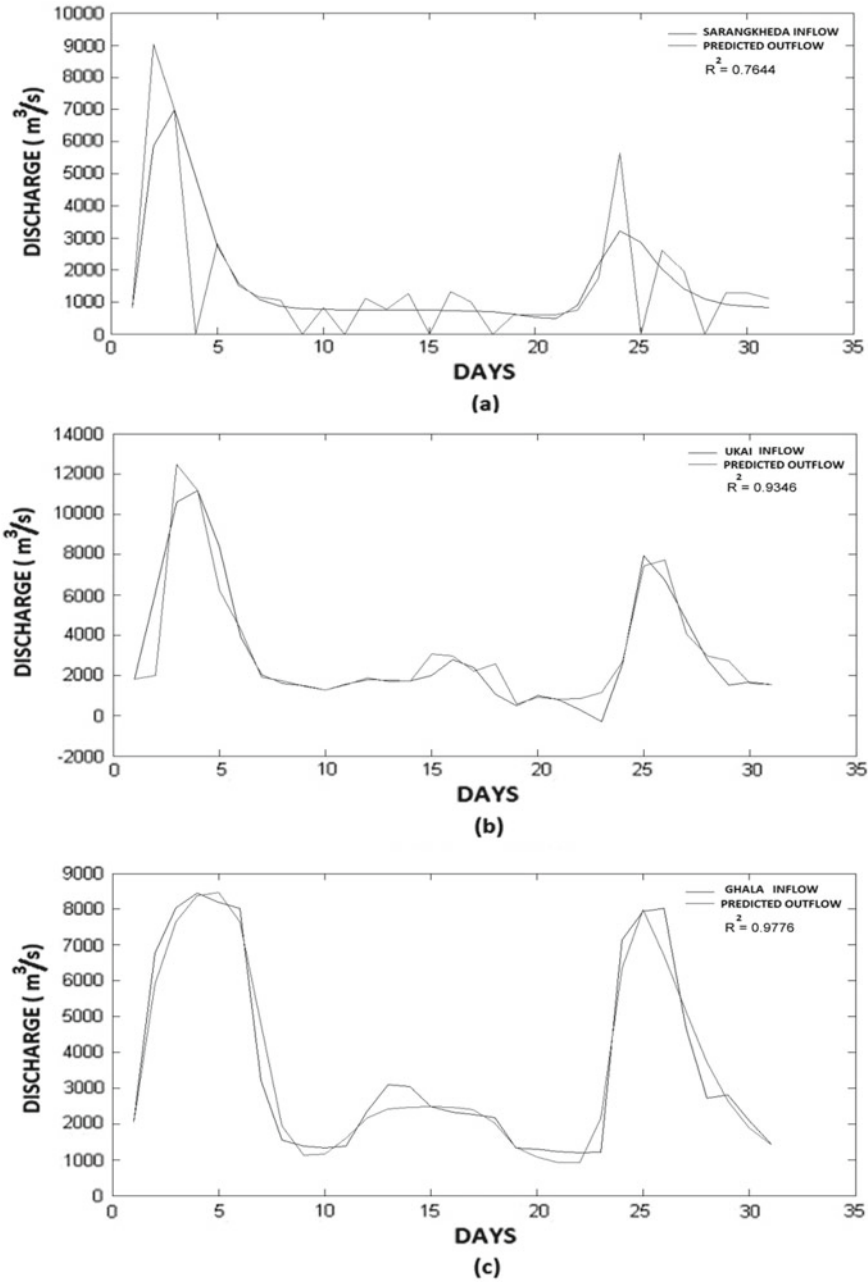 10000
9000
8000
7000
6000
5000
4000
3000
2000
1000
0
DISCHARGE ( m³/s)
SARANGKHEDA INFLOW
PREDICTED OUTFLOW
R² = 0.7644
0 5 10 15 20 25 30 35
DAYS
(a)
14000
12000
10000
8000
6000
4000
2000
0
-2000
DISCHARGE ( m³/s)
UKAI INFLOW
PREDICTED OUTFLOW
R² = 0.9346
0 5 10 15 20 25 30 35
DAYS
(b)
9000
8000
7000
6000
5000
4000
3000
2000
1000
0
DISCHARGE ( m³/s)
GHALA INFLOW
PREDICTED OUTFLOW
R² = 0.9776
0 5 10 15 20 25 30 35
DAYS
(c)